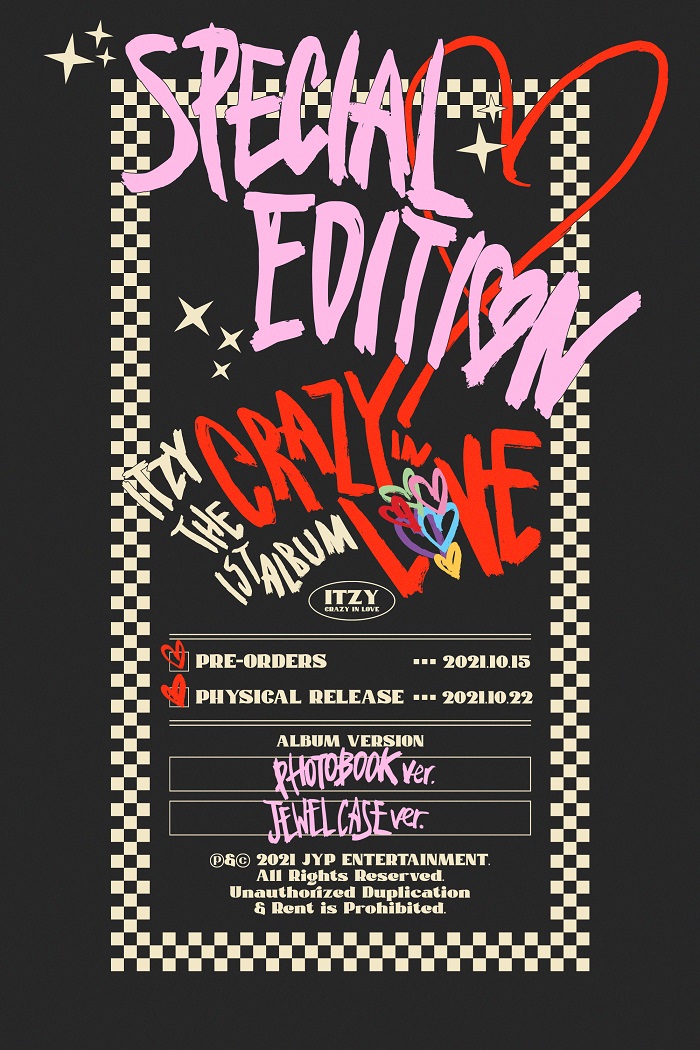 SPECIAL
EDITION
ITZY
THE
1ST ALBUM
CRAZY
IN
LOVE
ITZY
CRAZY IN LOVE
PRE-ORDERS ··· 2021.10.15
PHYSICAL RELEASE ··· 2021.10.22
ALBUM VERSION
PHOTOBOOK ver.
JEWEL CASE ver.
℗&© 2021 JYP ENTERTAINMENT.
All Rights Reserved.
Unauthorized Duplication
& Rent is Prohibited.